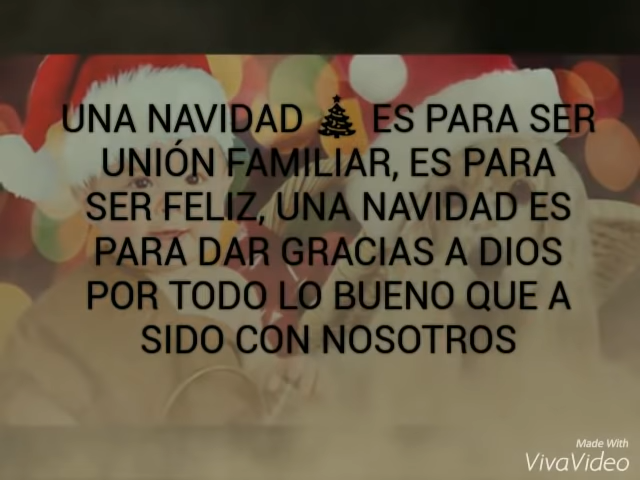 UNA NAVIDAD 🎄 ES PARA SER
UNIÓN FAMILIAR, ES PARA
SER FELIZ, UNA NAVIDAD ES
PARA DAR GRACIAS A DIOS
POR TODO LO BUENO QUE A
SIDO CON NOSOTROS
Made With
VivaVideo